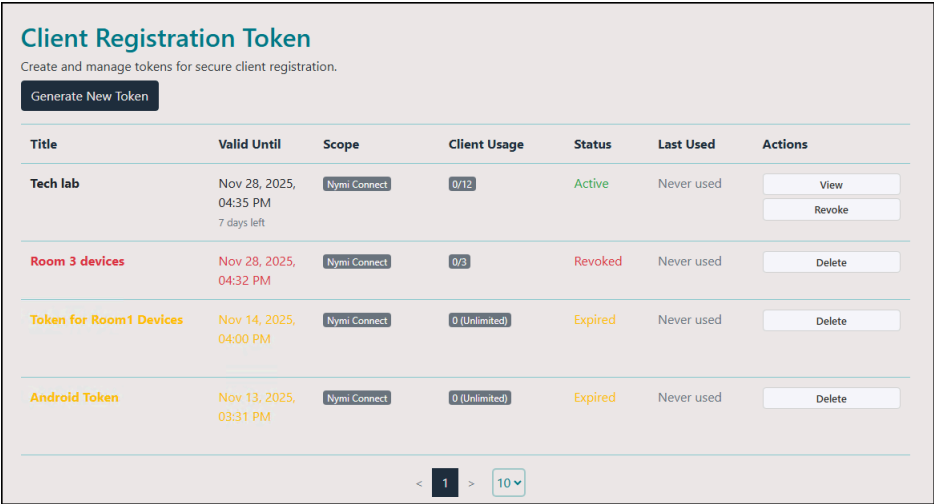 Client Registration Token
Create and manage tokens for secure client registration.
Generate New Token
Title Valid Until Scope Client Usage Status Last Used Actions
Tech lab Nov 28, 2025, Nymi Connect 0/12 Active Never used View
04:35 PM
7 days left
Revoke
Room 3 devices Nov 28, 2025, Nymi Connect 0/3 Revoked Never used Delete
04:32 PM
Token for Room1 Devices Nov 14, 2025, Nymi Connect 0 (Unlimited) Expired Never used Delete
04:00 PM
Android Token Nov 13, 2025, Nymi Connect 0 (Unlimited) Expired Never used Delete
03:31 PM
< 1 > 10